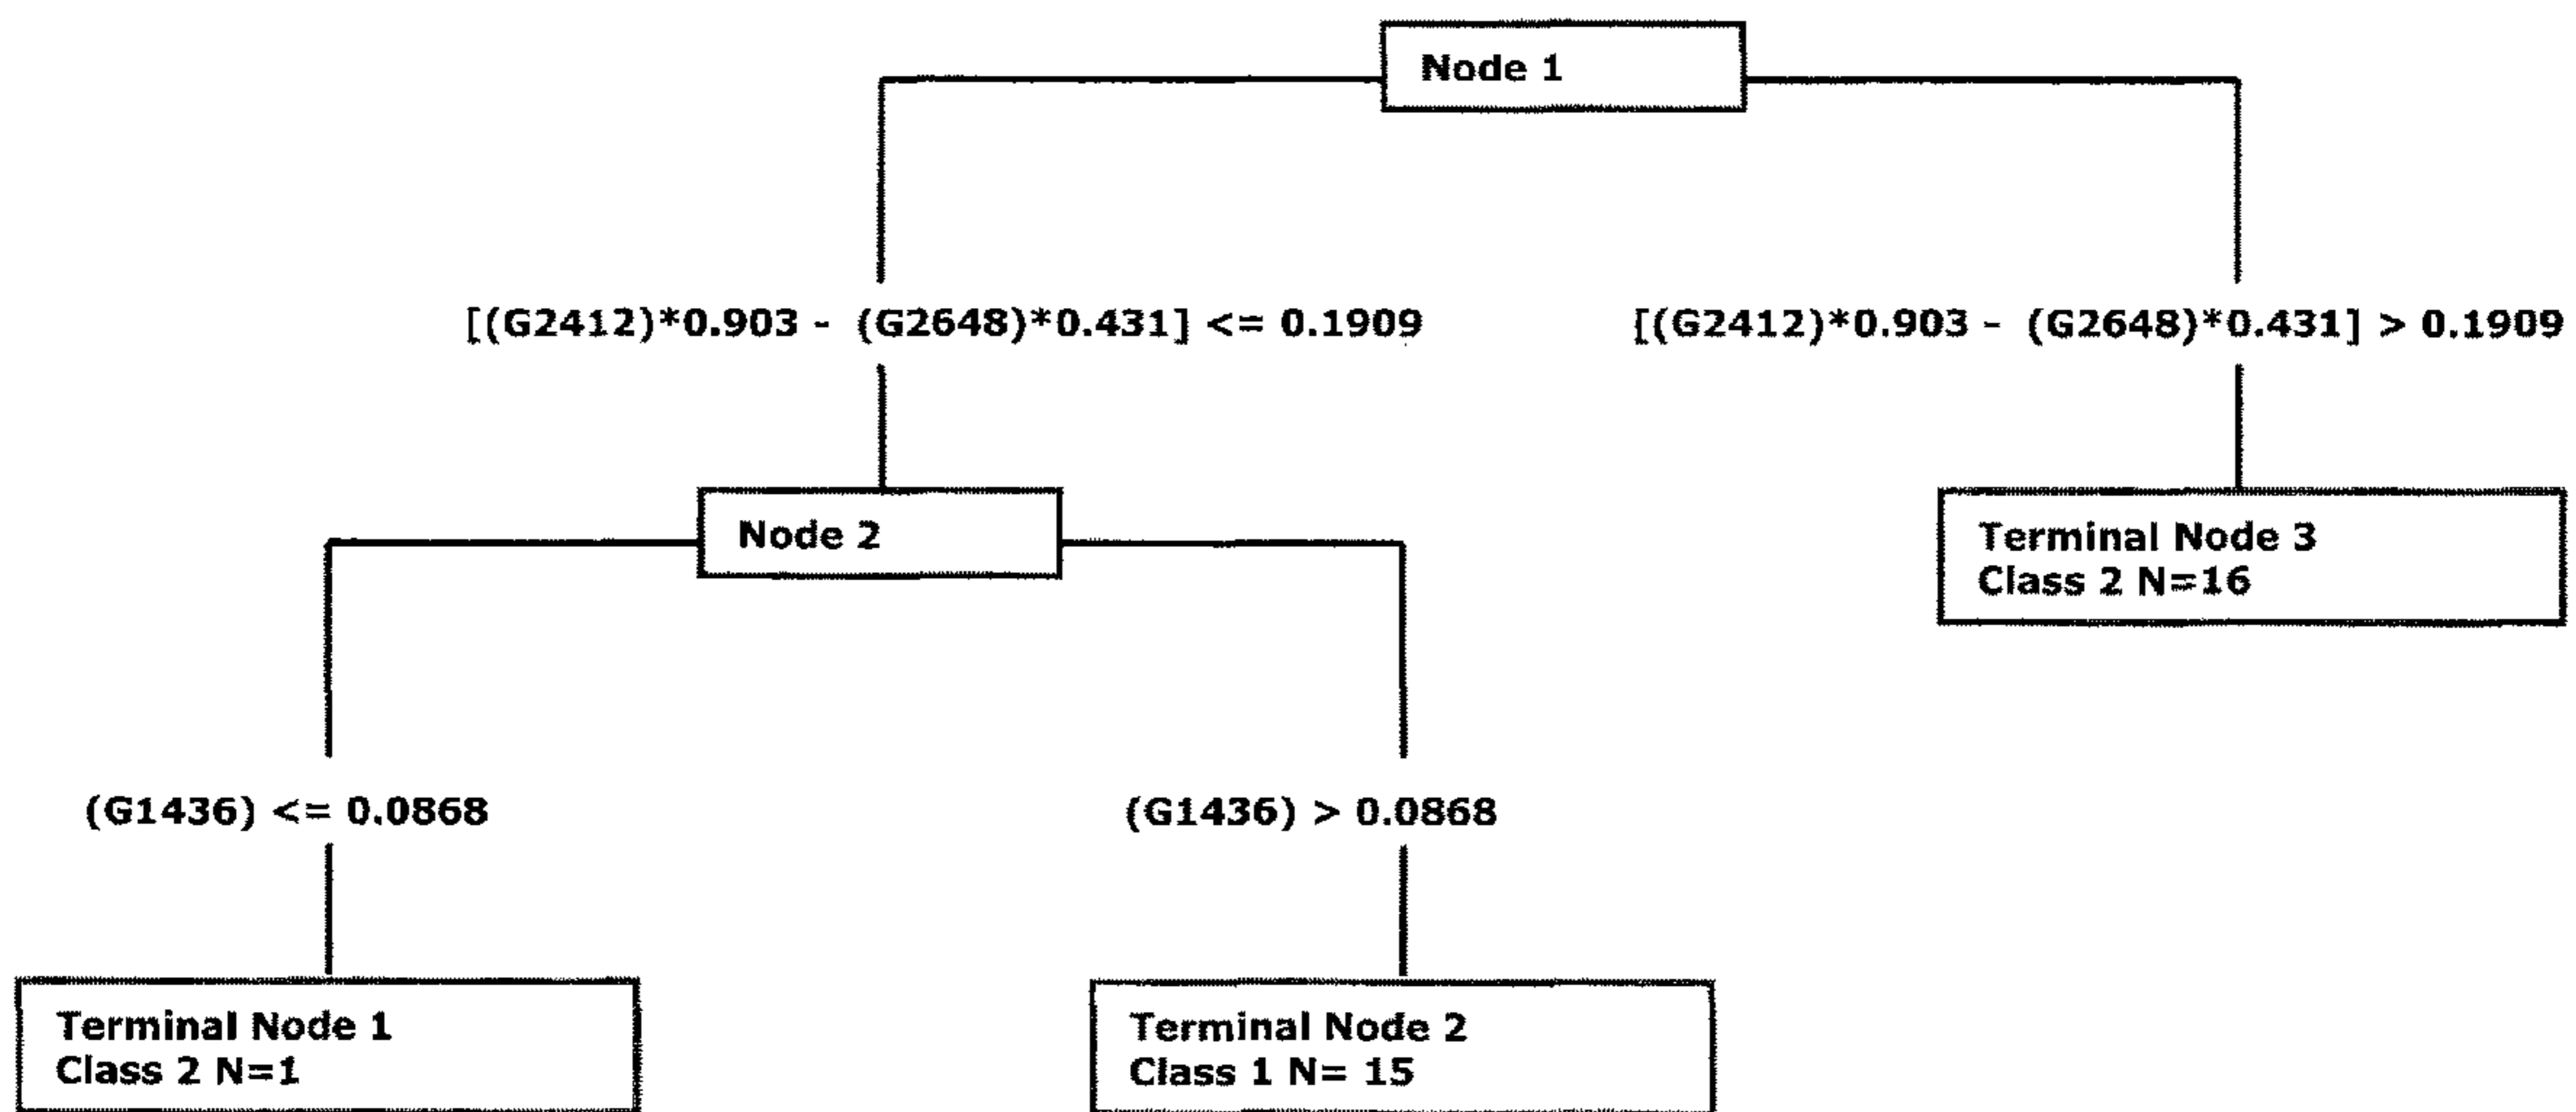 Node 1
[(G2412)*0.903 - (G2648)*0.431] <= 0.1909
[(G2412)*0.903 - (G2648)*0.431] > 0.1909
Node 2
Terminal Node 3
Class 2 N=16
(G1436) <= 0.0868
(G1436) > 0.0868
Terminal Node 1
Class 2 N=1
Terminal Node 2
Class 1 N= 15